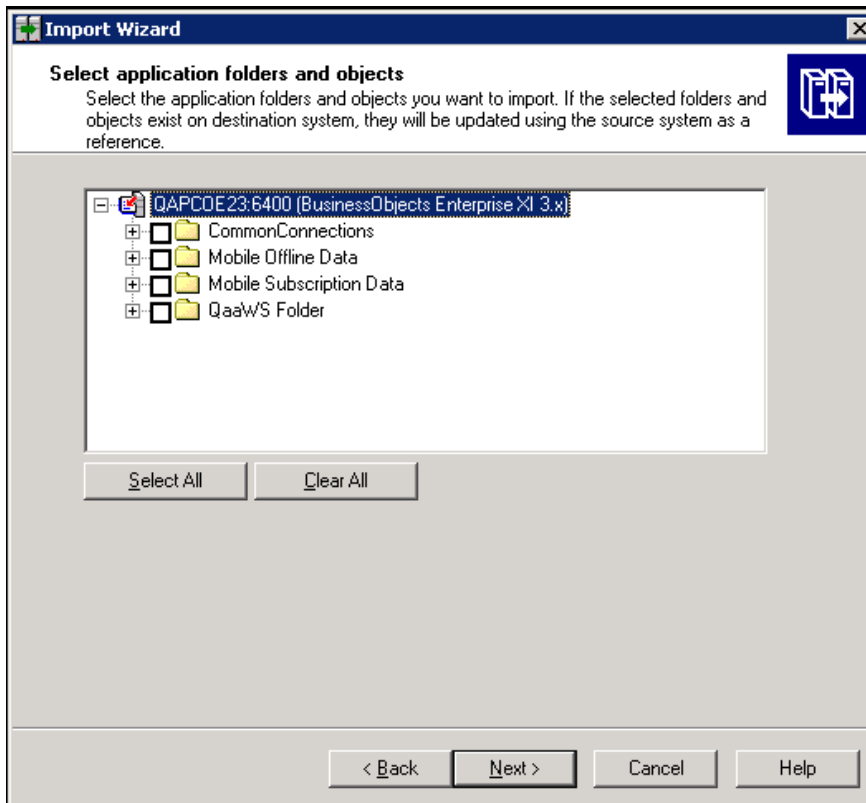 Import Wizard
Select application folders and objects
Select the application folders and objects you want to import. If the selected folders and
objects exist on destination system, they will be updated using the source system as a
reference.
QAPCOE23:6400 (BusinessObjects Enterprise XI 3.x)
CommonConnections
Mobile Offline Data
Mobile Subscription Data
QaaWS Folder
Select All
Clear All
< Back
Next >
Cancel
Help